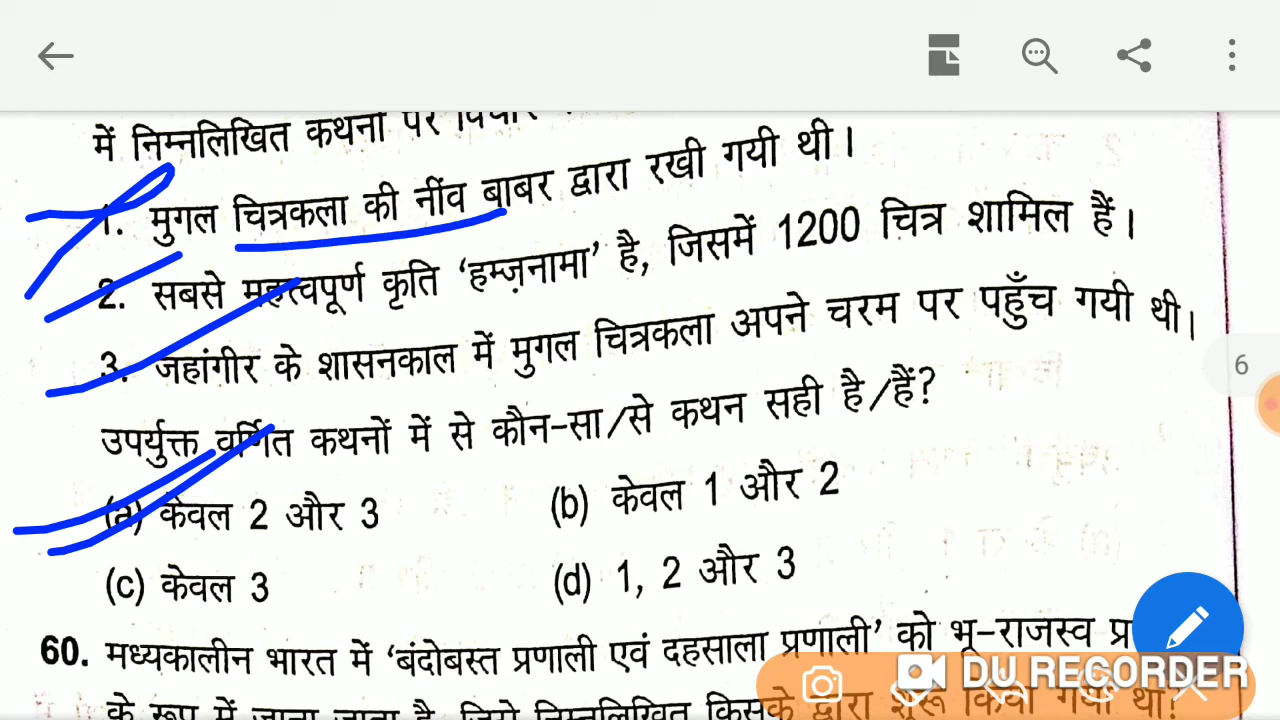 में निम्नलिखित कथनों पर विचार
1. मुगल चित्रकला की नींव बाबर द्वारा रखी गयी थी।
2. सबसे महत्वपूर्ण कृति ‘हम्ज़नामा’ है, जिसमें 1200 चित्र शामिल हैं।
3. जहांगीर के शासनकाल में मुगल चित्रकला अपने चरम पर पहुँच गयी थी।
6
उपर्युक्त वर्णित कथनों में से कौन-सा/से कथन सही है/हैं?
(a) केवल 2 और 3 (b) केवल 1 और 2
(c) केवल 3 (d) 1, 2 और 3
60. मध्यकालीन भारत में ‘बंदोबस्त प्रणाली एवं दहसाला प्रणाली’ को भू-राजस्व
DU RECORDER
के रूप में जाना जाता है, जिसे निम्नलिखित किसके द्वारा शुरू किया गया था?